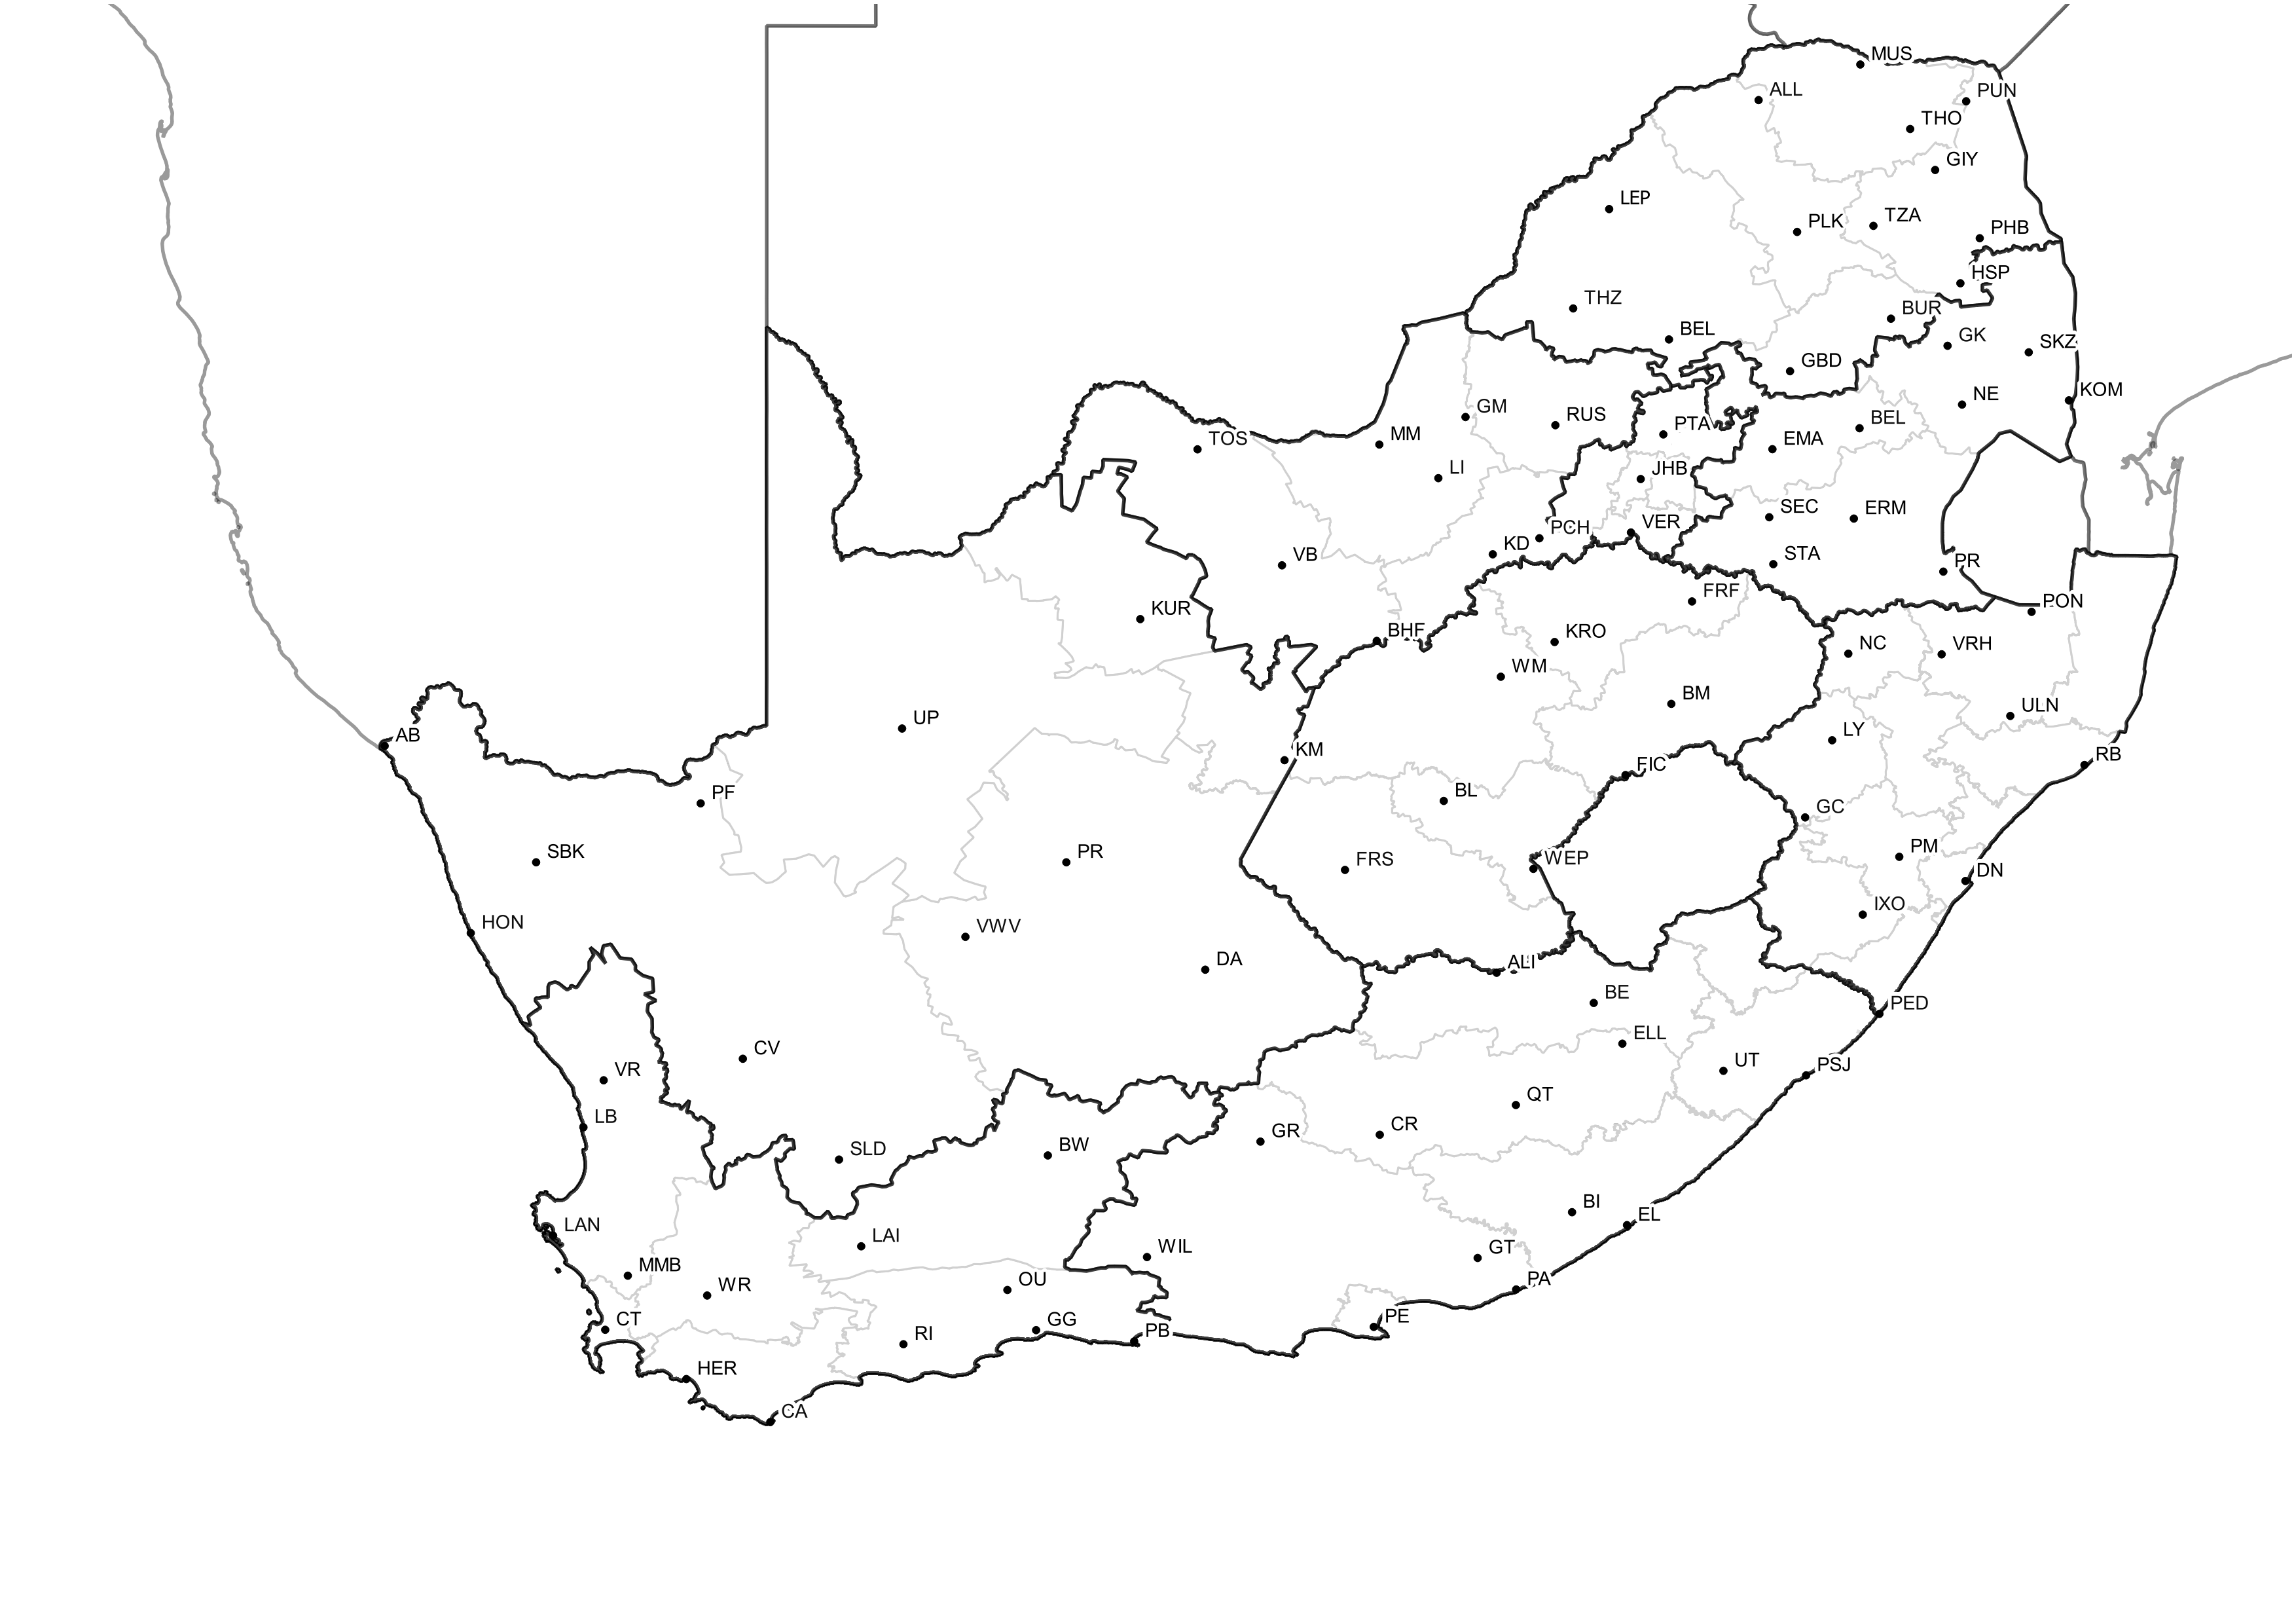 MUS
ALL
PUN
THO
GIY
LEP
TZA
PLK
PHB
HSP
THZ
BUR
BEL
GK
SKZ
GBD
KOM
NE
GM
RUS
BEL
PTA
MM
TOS
EMA
LI
JHB
SEC
ERM
VER
PCH
KD
STA
VB
PR
FRF
PON
KUR
BHF
KRO
NC
VRH
WM
BM
ULN
UP
LY
AB
KM
RB
FIC
PF
BL
GC
PM
SBK
PR
FRS
WEP
DN
IXO
HON
VWV
DA
ALI
BE
PED
ELL
CV
UT
PSJ
VR
QT
LB
CR
GR
BW
SLD
BI
EL
LAN
LAI
WIL
GT
MMB
OU
PA
WR
CT
GG
PE
PB
RI
HER
CA